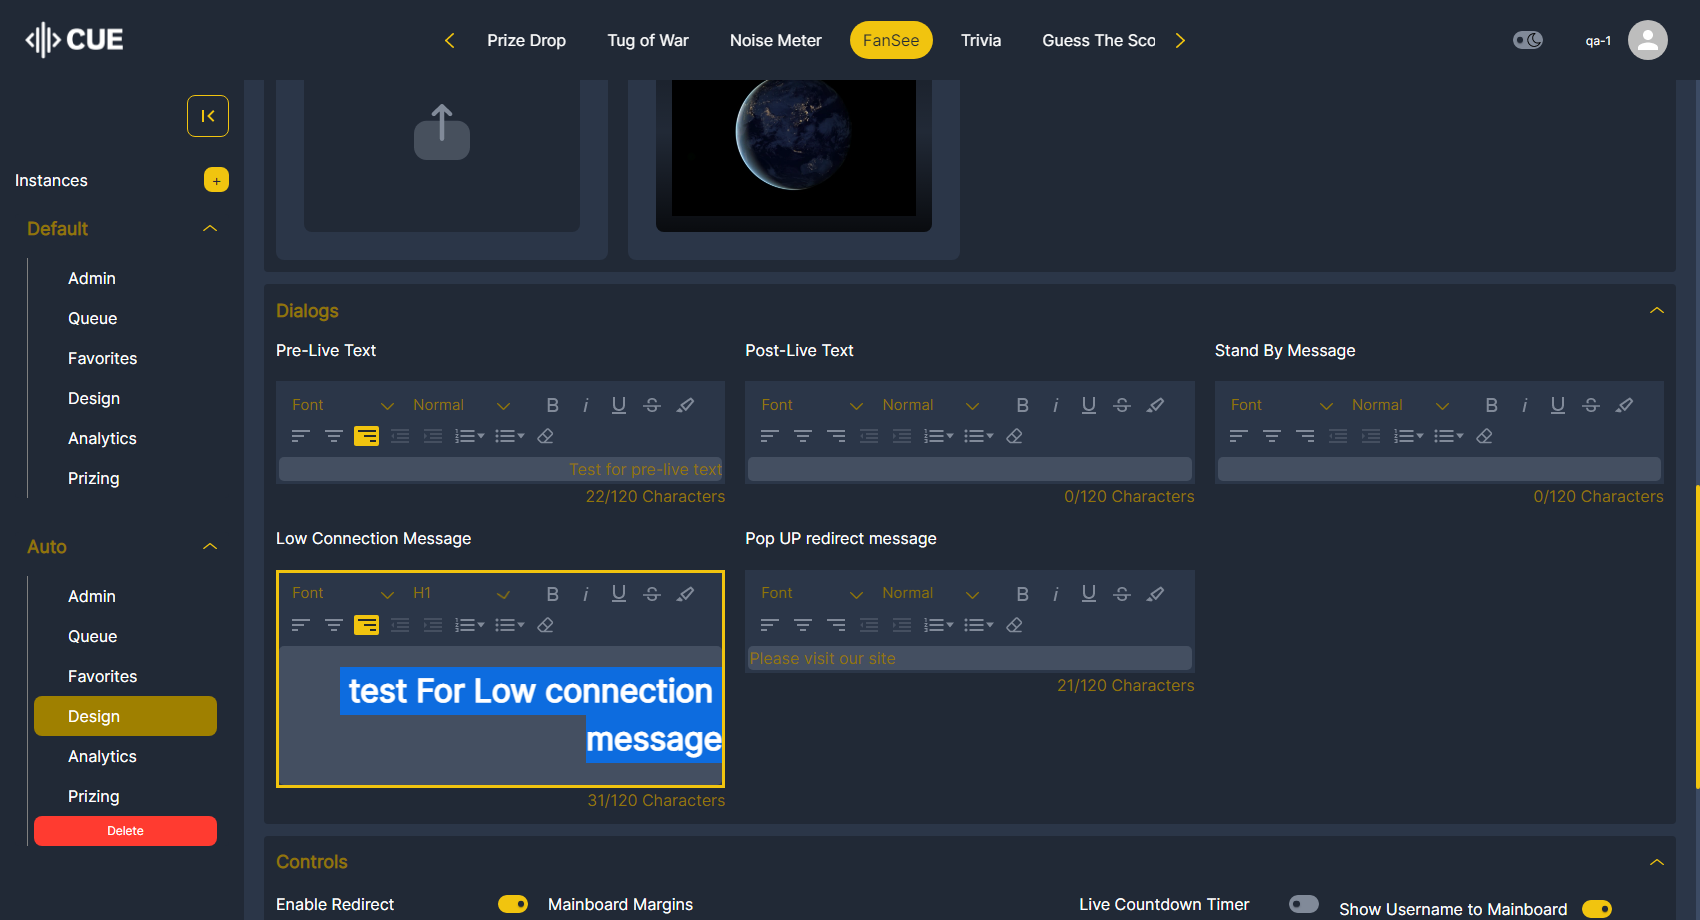 CUE
Prize Drop
Tug of War
Noise Meter
FanSee
Trivia
Guess The Sco
qa-1
Instances
+
Default
Admin
Queue
Favorites
Design
Analytics
Prizing
Auto
Admin
Queue
Favorites
Design
Analytics
Prizing
Delete
Dialogs
Pre-Live Text
Font Normal B i U S
Test for pre-live text
22/120 Characters
Post-Live Text
Font Normal B i U S
0/120 Characters
Stand By Message
Font Normal B i U S
0/120 Characters
Low Connection Message
Font H1 B i U S
test For Low connection
message
31/120 Characters
Pop UP redirect message
Font Normal B i U S
Please visit our site
21/120 Characters
Controls
Enable Redirect
Mainboard Margins
Live Countdown Timer
Show Username to Mainboard